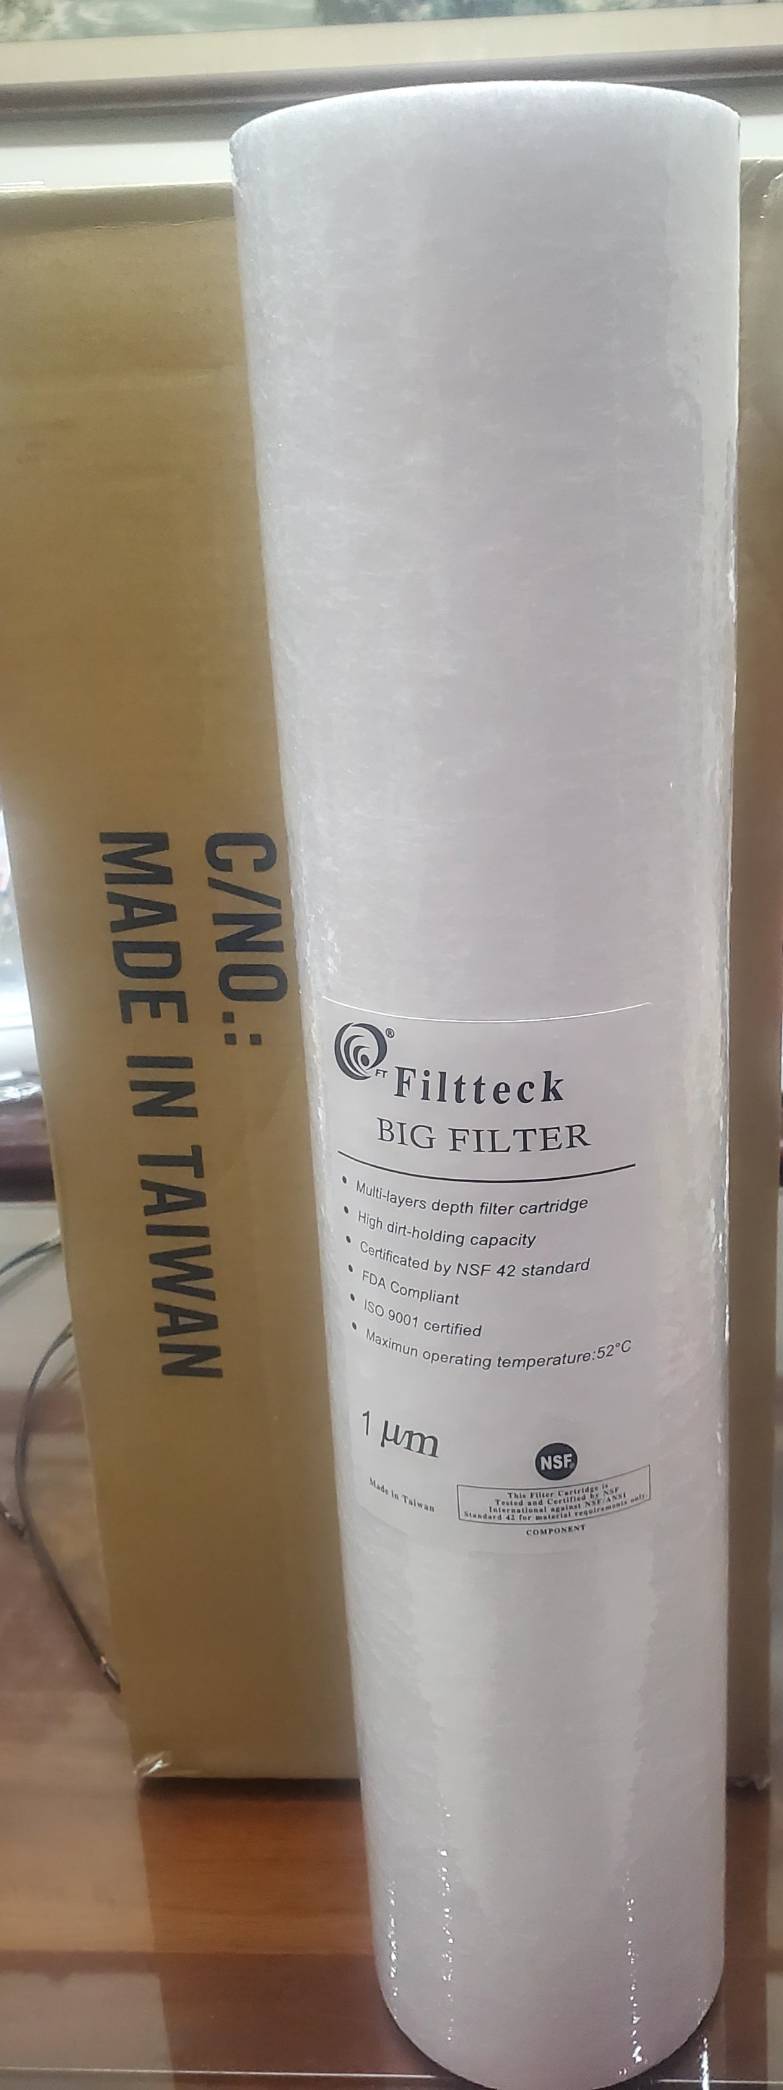 C/NO.:
MADE IN TAIWAN
FT®
Filtteck
BIG FILTER
• Multi-layers depth filter cartridge
• High dirt-holding capacity
• Certificated by NSF 42 standard
• FDA Compliant
• ISO 9001 certified
• Maximun operating temperature:52°C
1 μm
Made in Taiwan
NSF
This Filter Cartridge is
Tested and Certified by NSF
International against NSF/ANSI
Standard 42 for material requirements only.
COMPONENT